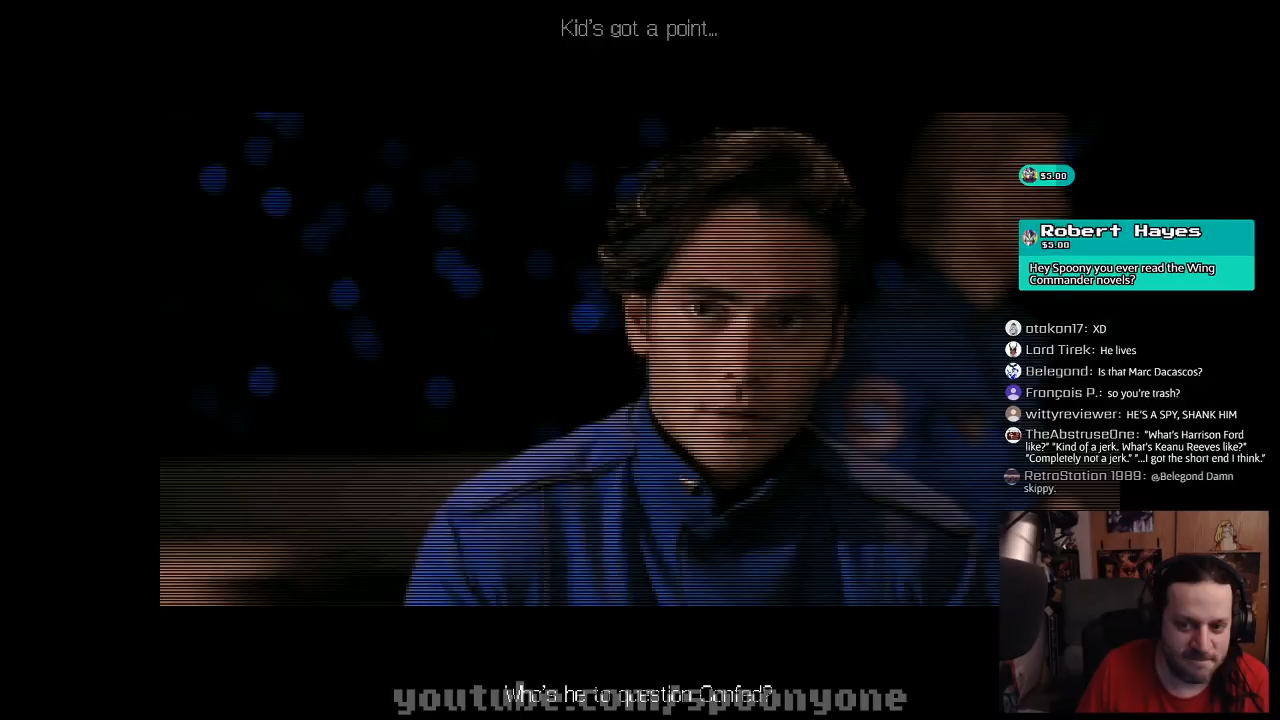 Kid's got a point...
$5.00
Robert Hayes
$5.00
Hey Spoony you ever read the Wing
Commander novels?
otakon17: XD
Lord Tirek: He lives
Belegond: Is that Marc Dacascos?
François P.: so you're trash?
wittyreviewer: HE'S A SPY, SHANK HIM
TheAbstruseOne: "What's Harrison Ford
like?" "Kind of a jerk. What's Keanu Reeves like?"
"Completely not a jerk." "...I got the short end I think."
RetroStation 1989: @Belegond Damn
skippy.
Who's he to question Confed?
youtube.com/spoonyone